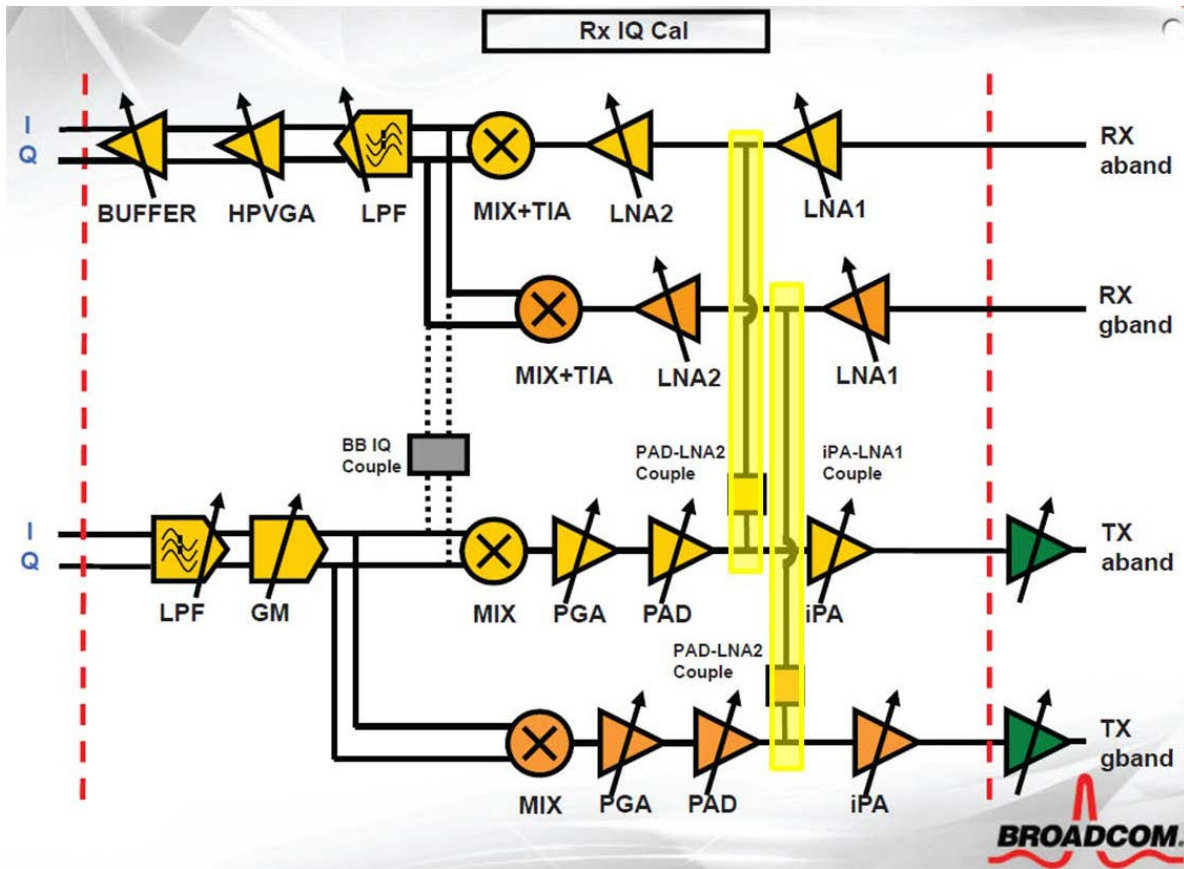 Rx IQ Cal
I
Q
BUFFER
HPVGA
LPF
MIX+TIA
LNA2
LNA1
RX
aband
MIX+TIA
LNA2
LNA1
RX
gband
BB IQ
Couple
PAD-LNA2
Couple
iPA-LNA1
Couple
I
Q
LPF
GM
MIX
PGA
PAD
iPA
TX
aband
PAD-LNA2
Couple
MIX
PGA
PAD
iPA
TX
gband
BROADCOM.